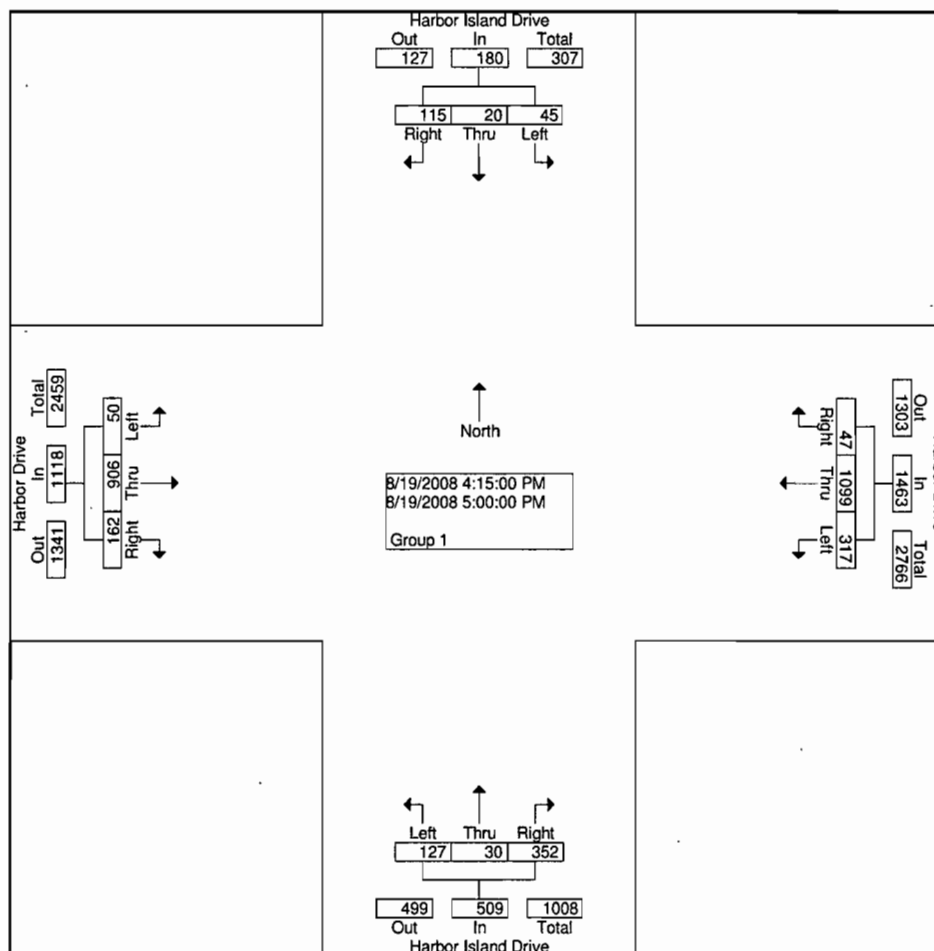 Harbor Island Drive
Out In Total
127 180 307
115 20 45
Right Thru Left
Harbor Drive
Total In Out
2459 1118 1341
50 906 162
Left Thru Right
North
8/19/2008 4:15:00 PM
8/19/2008 5:00:00 PM
Group 1
Right Thru Left
47 1099 317
1303 1463 2766
Out In Total
Left Thru Right
127 30 352
499 509 1008
Out In Total
Harbor Island Drive